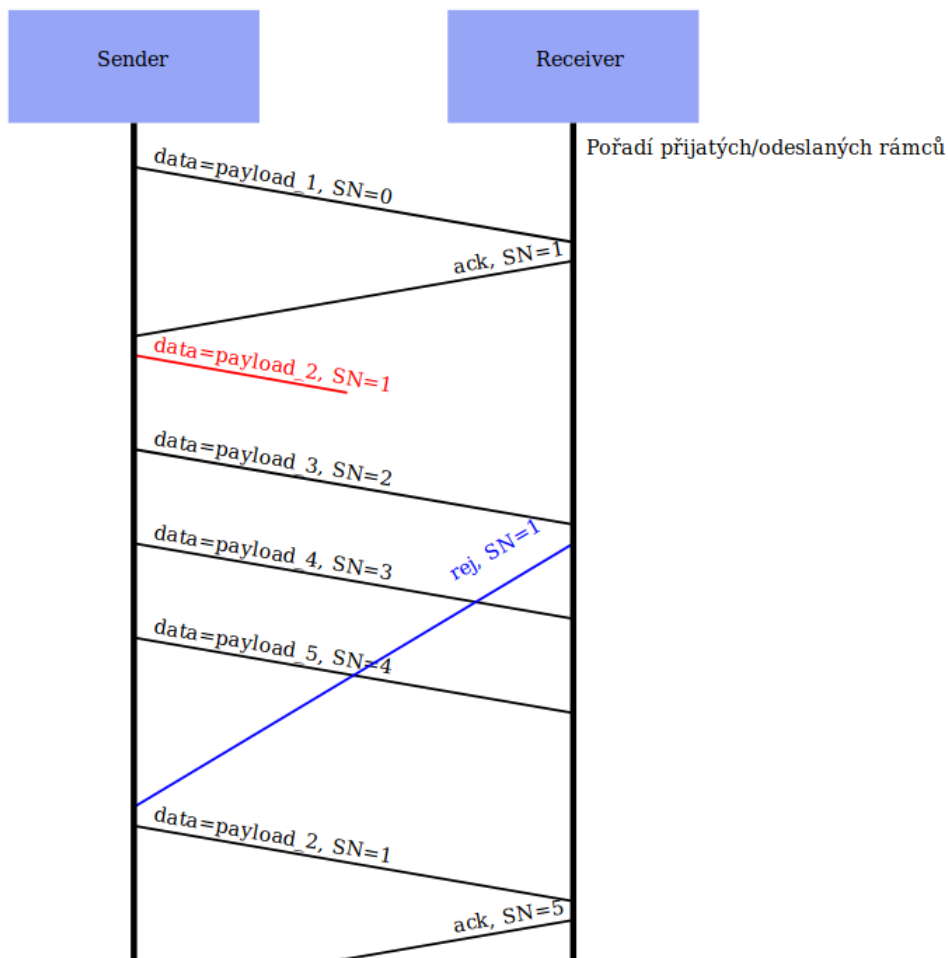 Sender
Receiver
Pořadí přijatých/odeslaných rámců
data=payload_1, SN=0
ack, SN=1
data=payload_2, SN=1
data=payload_3, SN=2
rej, SN=1
data=payload_4, SN=3
data=payload_5, SN=4
data=payload_2, SN=1
ack, SN=5